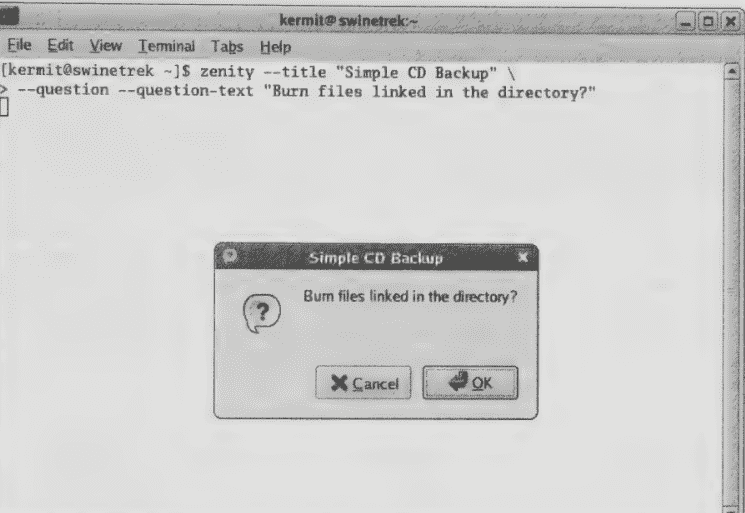 kermit@swinetrek:~
File Edit View Terminal Tabs Help
[kermit@swinetrek ~]$ zenity --title "Simple CD Backup" \
> --question --question-text "Burn files linked in the directory?"
Simple CD Backup
Burn files linked in the directory?
Cancel OK